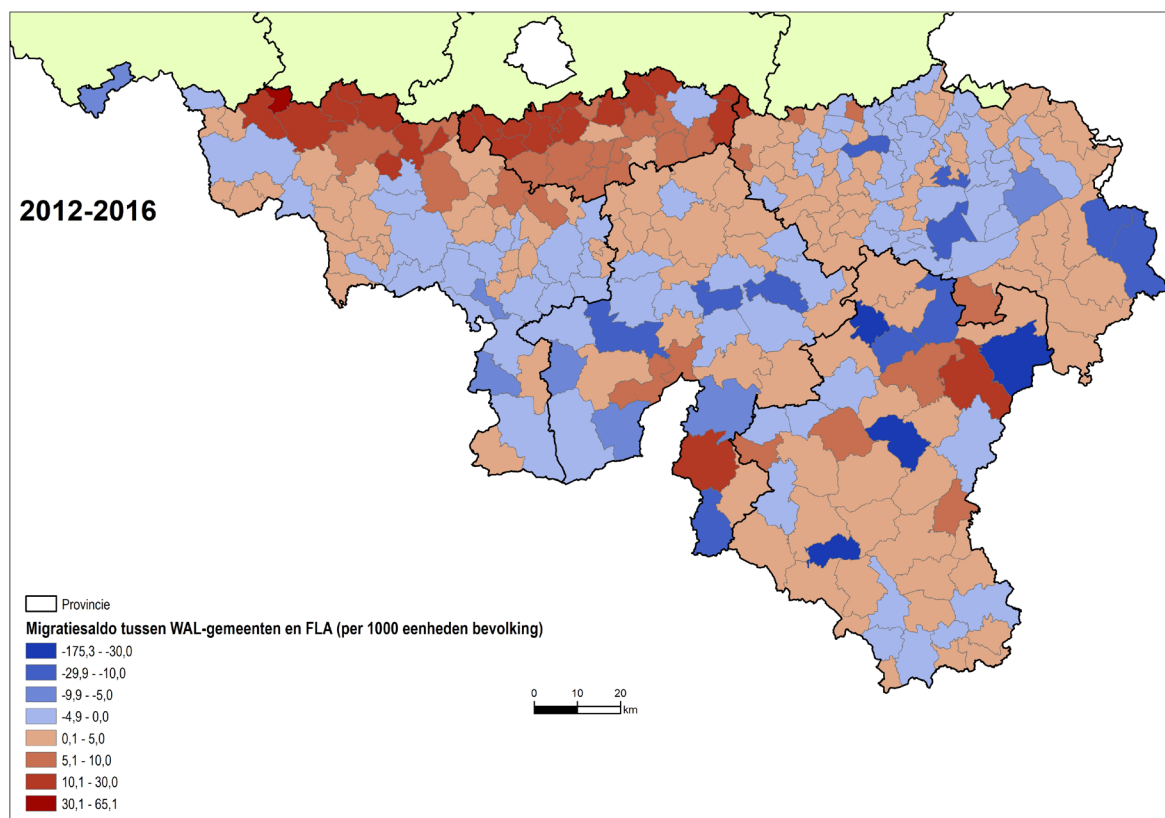 2012-2016
Provincie
Migratiesaldo tussen WAL-gemeenten en FLA (per 1000 eenheden bevolking)
-175,3 - -30,0
-29,9 - -10,0
-9,9 - -5,0
-4,9 - 0,0
0,1 - 5,0
5,1 - 10,0
10,1 - 30,0
30,1 - 65,1
0 10 20
km